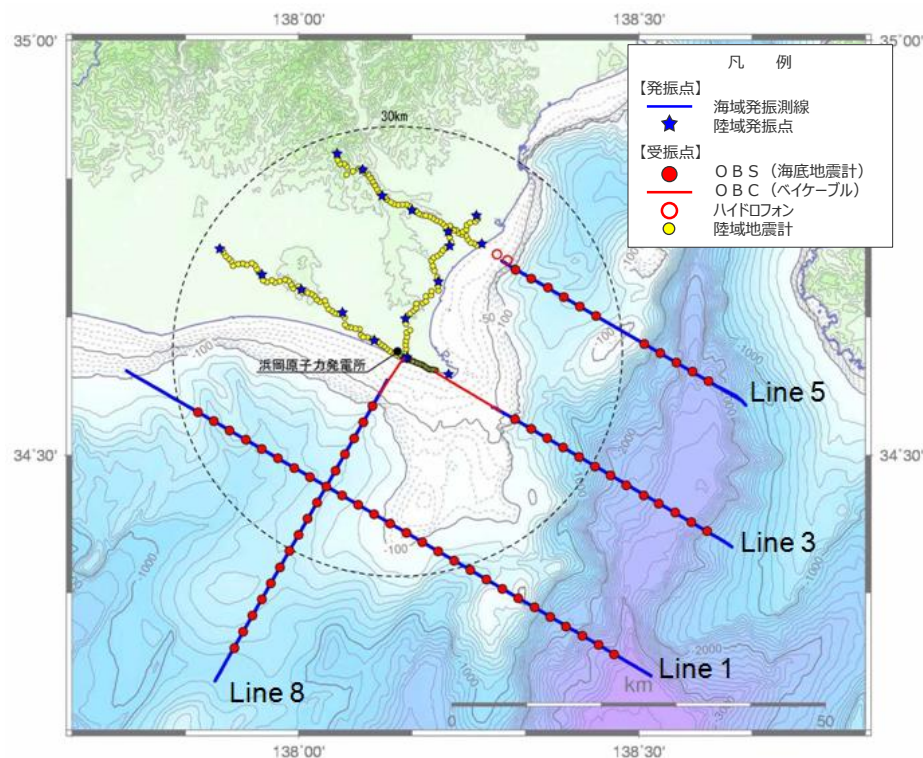 138°00'
138°30'
35°00'
35°00'
凡　例
【発振点】
海域発振測線
陸域発振点
【受振点】
ＯＢＳ（海底地震計）
ＯＢＣ（ベイケーブル）
ハイドロフォン
陸域地震計
30km
-50
-100
-100
浜岡原子力発電所
-1000
-2000
Line 5
34°30'
34°30'
-1000
-100
-1000
Line 3
-2000
Line 1
Line 8
km
-3000
0
50
138°00'
138°30'